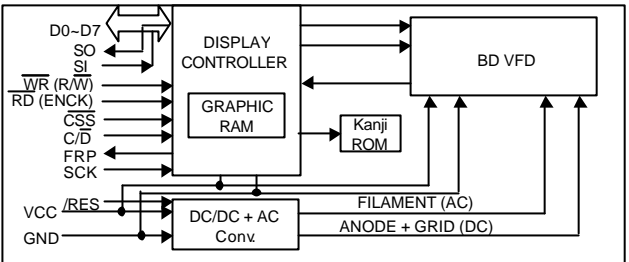 D0~D7
SO
SI
WR (R/W)
RD (ENCK)
CSS
C/D
FRP
SCK
/RES
VCC
GND
DISPLAY
CONTROLLER
GRAPHIC
RAM
Kanji
ROM
BD VFD
DC/DC + AC
Conv.
FILAMENT (AC)
ANODE + GRID (DC)